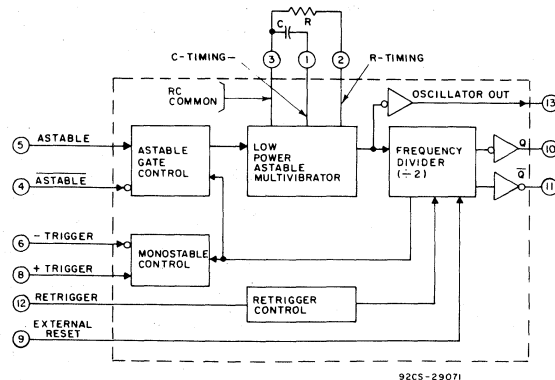 R
C
3
1
2
C-TIMING
R-TIMING
RC
COMMON
OSCILLATOR OUT
13
5
ASTABLE
ASTABLE
GATE
CONTROL
LOW
POWER
ASTABLE
MULTIVIBRATOR
FREQUENCY
DIVIDER
(÷2)
Q
10
4
A̅S̅T̅A̅B̅L̅E̅
Q̅
11
6
- TRIGGER
MONOSTABLE
CONTROL
8
+ TRIGGER
12
RETRIGGER
RETRIGGER
CONTROL
9
EXTERNAL
RESET
92CS-29071